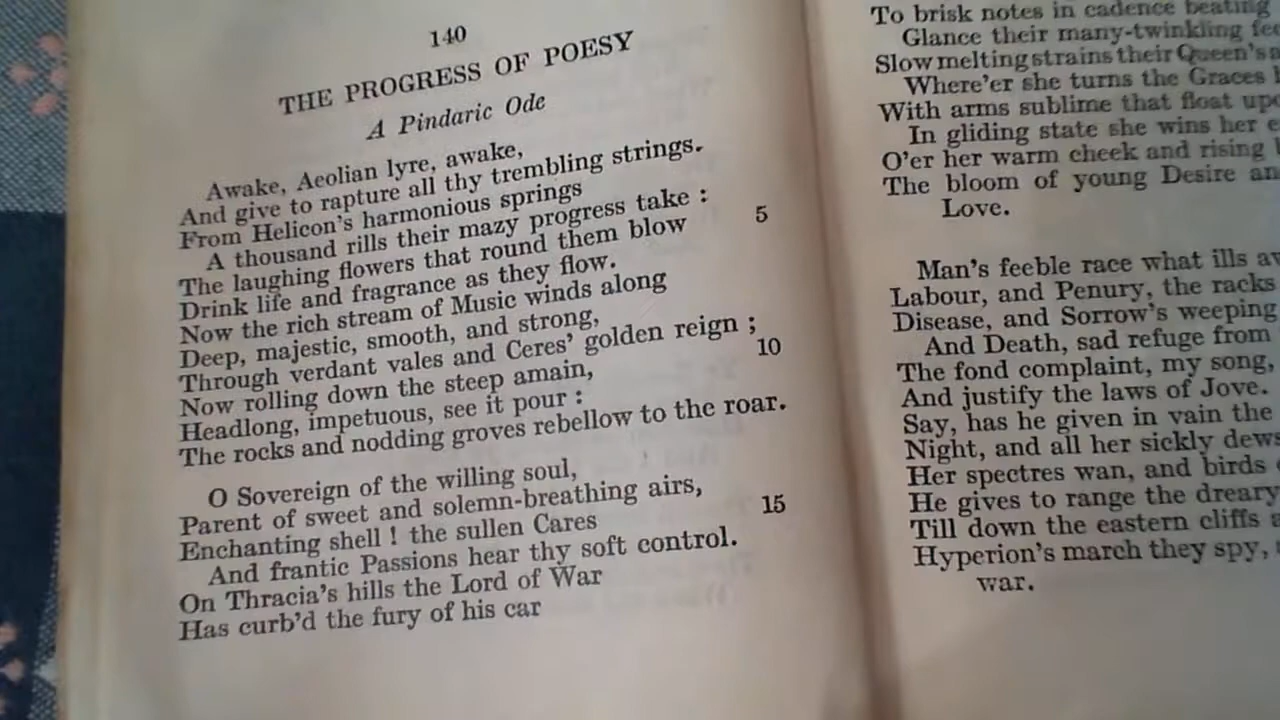 140
THE PROGRESS OF POESY
A Pindaric Ode
Awake, Aeolian lyre, awake,
And give to rapture all thy trembling strings.
From Helicon's harmonious springs
A thousand rills their mazy progress take :
The laughing flowers that round them blow 5
Drink life and fragrance as they flow.
Now the rich stream of Music winds along
Deep, majestic, smooth, and strong,
Through verdant vales and Ceres' golden reign ;
Now rolling down the steep amain, 10
Headlong, impetuous, see it pour :
The rocks and nodding groves rebellow to the roar.
O Sovereign of the willing soul,
Parent of sweet and solemn-breathing airs,
Enchanting shell ! the sullen Cares 15
And frantic Passions hear thy soft control.
On Thracia's hills the Lord of War
Has curb'd the fury of his car
To brisk notes in cadence beating
Glance their many-twinkling
Slow melting strains their Queen's
Where'er she turns the Graces
With arms sublime that float
In gliding state she wins her
O'er her warm cheek and rising
The bloom of young Desire
Love.
Man's feeble race what ills
Labour, and Penury, the racks
Disease, and Sorrow's weeping
And Death, sad refuge from
The fond complaint, my song,
And justify the laws of Jove.
Say, has he given in vain the
Night, and all her sickly dews
Her spectres wan, and birds
He gives to range the dreary
Till down the eastern cliffs
Hyperion's march they spy,
war.